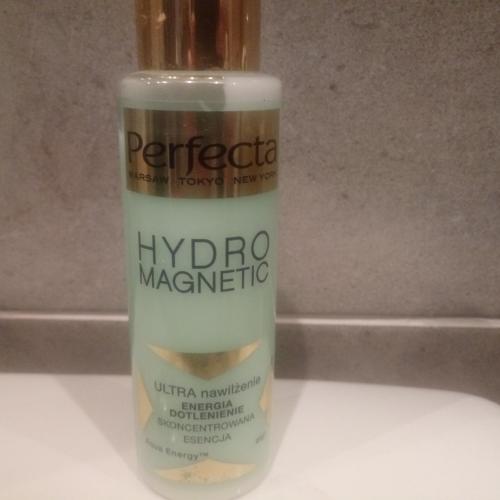 Perfecta
WARSAW TOKYO NEW YORK
HYDRO
MAGNETIC
ULTRA nawilżenie
ENERGIA
DOTLENIENIE
SKONCENTROWANA
ESENCJA
Aqua Energy™